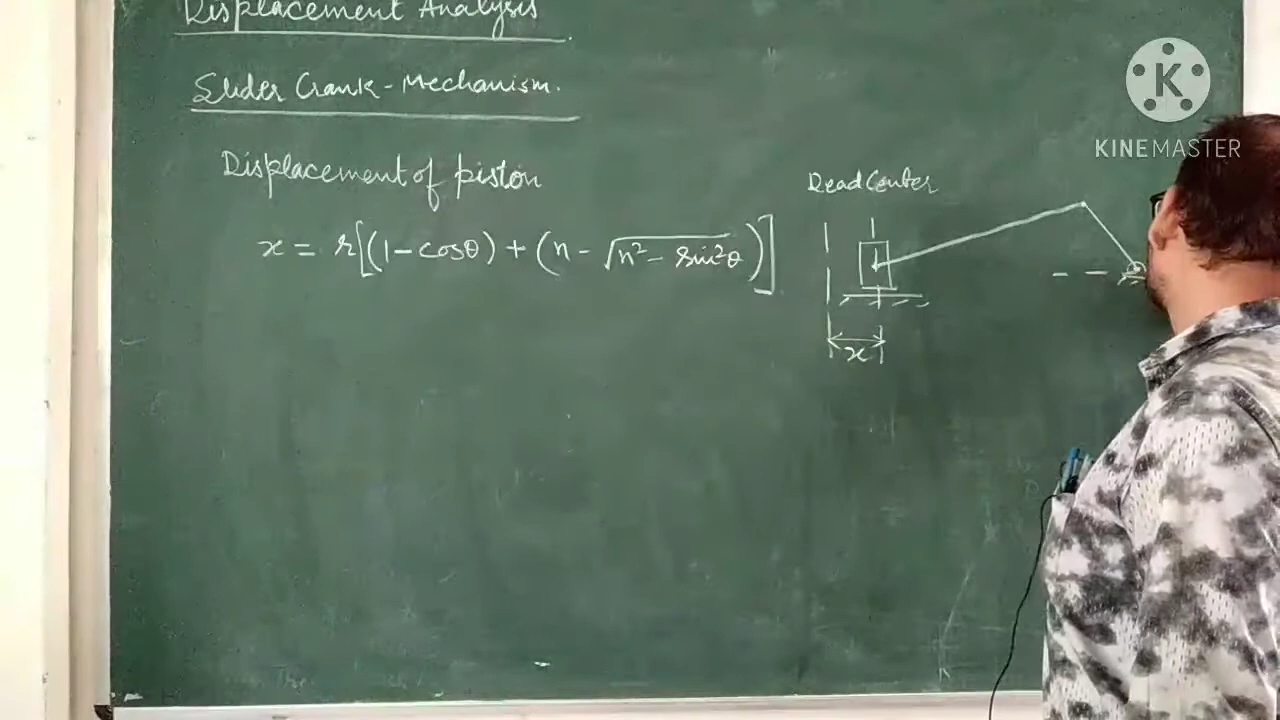 Displacement Analysis
Slider Crank-Mechanism.
Displacement of piston
x = r[(1-cosθ) + (n - √n² - sin²θ)]
Dead Center
x
K
KINEMASTER